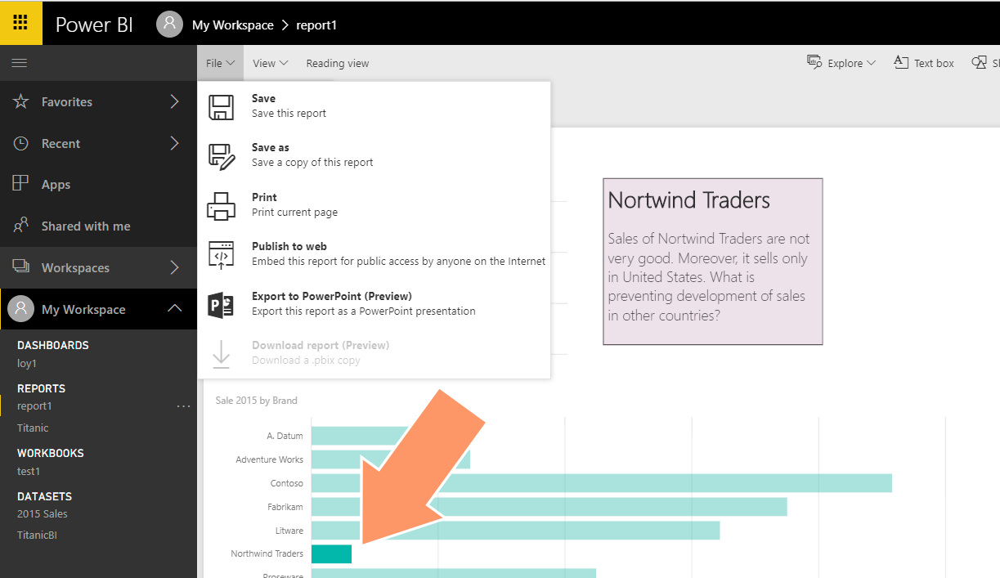 Power BI
My Workspace > report1
File
View
Reading view
Explore
Text box
Favorites
Recent
Apps
Shared with me
Workspaces
My Workspace
DASHBOARDS
loy1
REPORTS
report1 ...
Titanic
WORKBOOKS
test1
DATASETS
2015 Sales
TitanicBI
Save
Save this report
Save as
Save a copy of this report
Print
Print current page
Publish to web
Embed this report for public access by anyone on the Internet
Export to PowerPoint (Preview)
Export this report as a PowerPoint presentation
Download report (Preview)
Download a .pbix copy
Nortwind Traders
Sales of Nortwind Traders are not
very good. Moreover, it sells only
in United States. What is
preventing development of sales
in other countries?
Sale 2015 by Brand
A. Datum
Adventure Works
Contoso
Fabrikam
Litware
Northwind Traders
Proseware